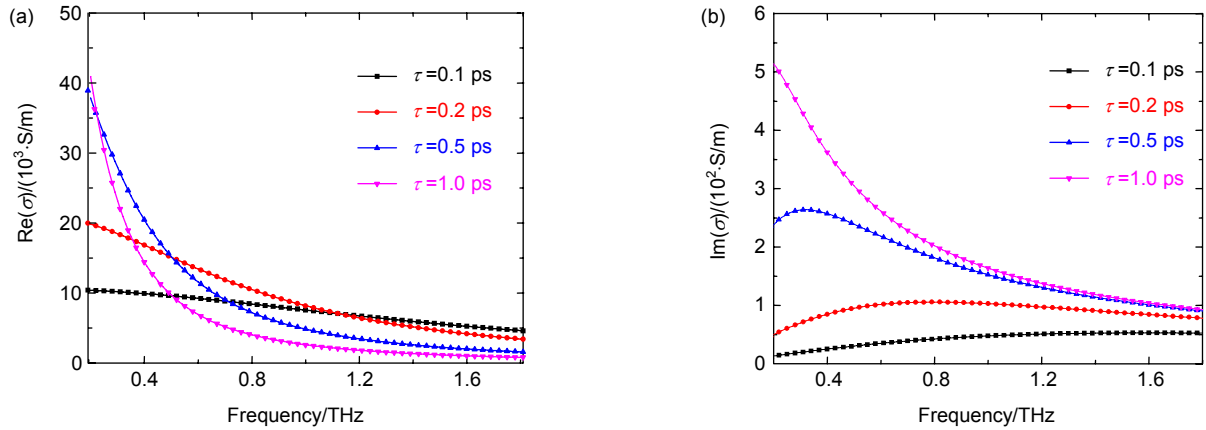 (a)
50
40
30
20
10
0
0.4
0.8
1.2
1.6
Re(σ)/(10³·S/m)
Frequency/THz
τ=0.1 ps
τ=0.2 ps
τ=0.5 ps
τ=1.0 ps
(b)
6
5
4
3
2
1
0
0.4
0.8
1.2
1.6
Im(σ)/(10²·S/m)
Frequency/THz
τ=0.1 ps
τ=0.2 ps
τ=0.5 ps
τ=1.0 ps